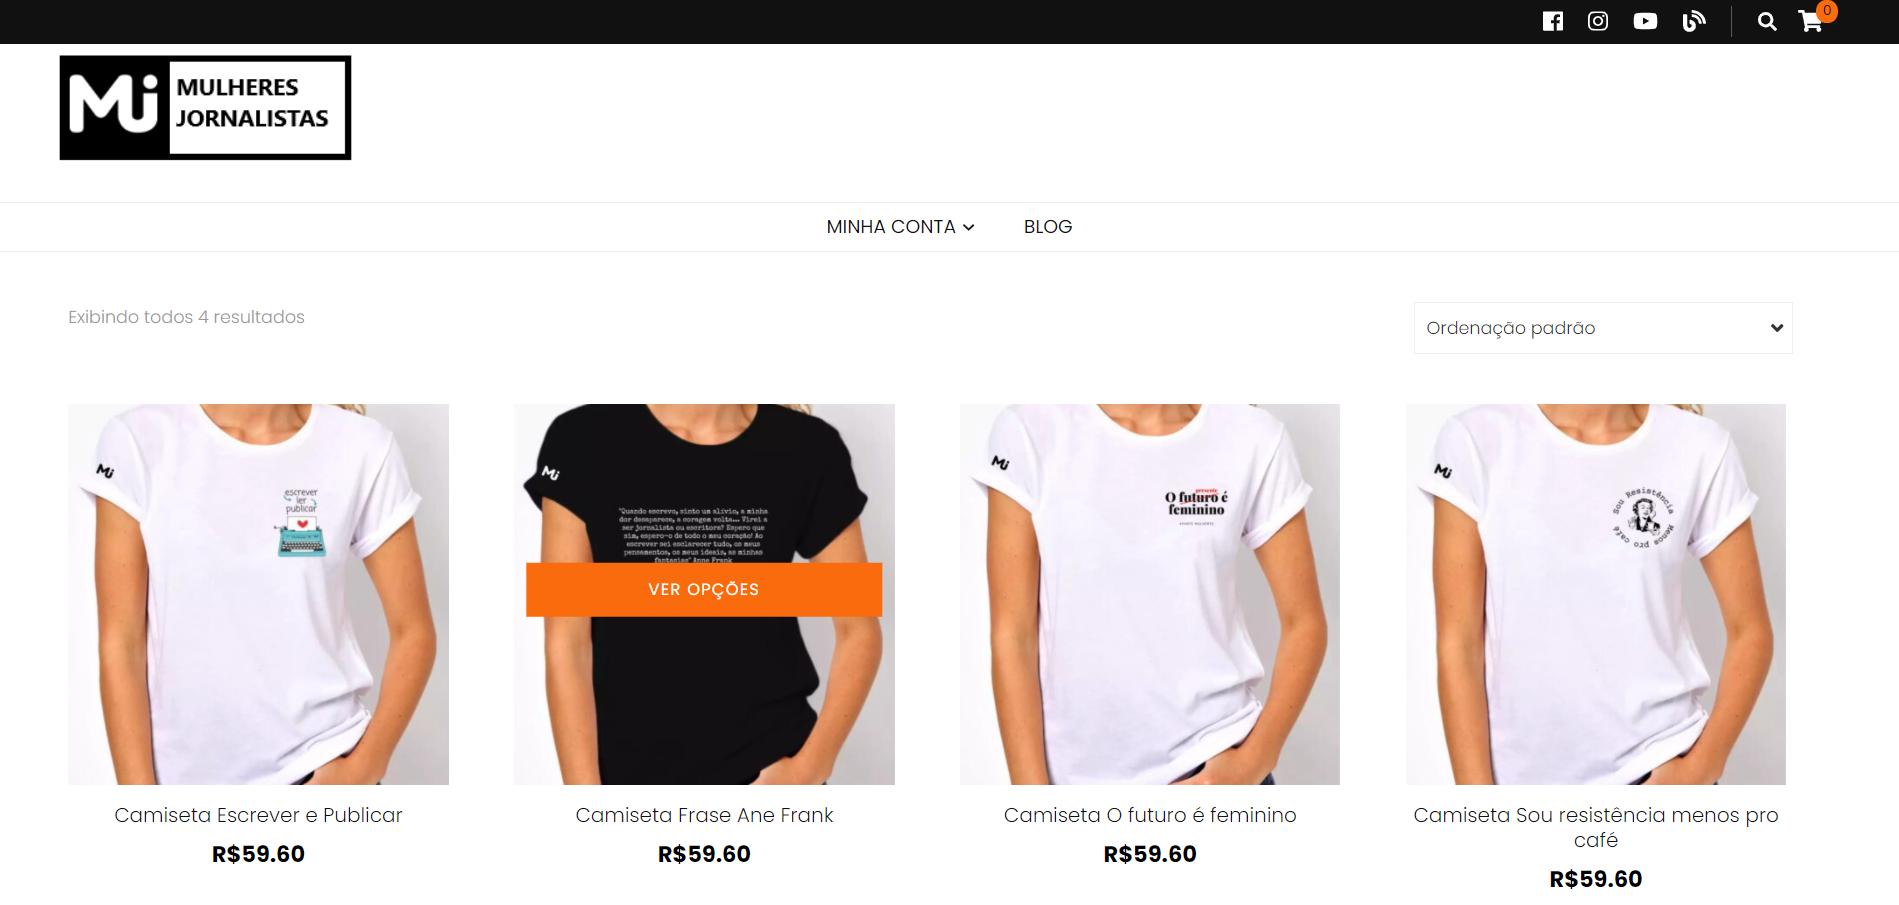 0
Mj MULHERES
JORNALISTAS
MINHA CONTA
BLOG
Exibindo todos 4 resultados
Ordenação padrão
Mj
escrever
ler
publicar
Mj
"Quando escrevo, sinto um alívio, a minha
dor desaparece, a coragem volta... Virei a
ser jornalista ou escritora? Espero que
sim, espero-o de todo o meu coração! Ao
escrever sei esclarecer tudo, os meus
pensamentos, os meus ideais, as minhas
fantasias" Anne Frank
VER OPÇÕES
Mj
presente
O futuro é
feminino
Mj
Sou Resistência
Menos pro café
Camiseta Escrever e Publicar
R$59.60
Camiseta Frase Ane Frank
R$59.60
Camiseta O futuro é feminino
R$59.60
Camiseta Sou resistência menos pro
café
R$59.60